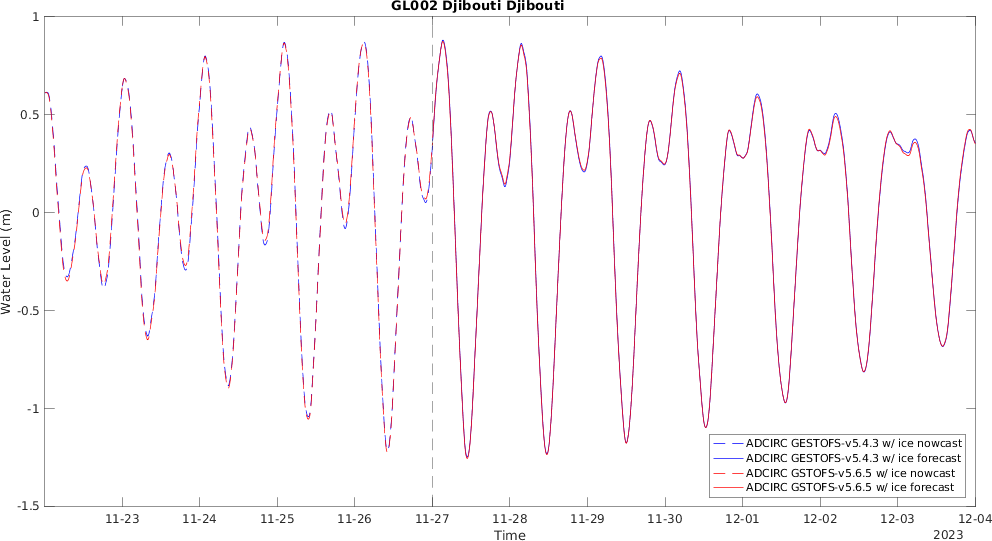 GL002 Djibouti Djibouti
1
0.5
0
-0.5
-1
-1.5
Water Level (m)
ADCIRC GESTOFS-v5.4.3 w/ ice nowcast
ADCIRC GESTOFS-v5.4.3 w/ ice forecast
ADCIRC GSTOFS-v5.6.5 w/ ice nowcast
ADCIRC GSTOFS-v5.6.5 w/ ice forecast
11-23 11-24 11-25 11-26 11-27 11-28 11-29 11-30 12-01 12-02 12-03 12-04
Time
2023